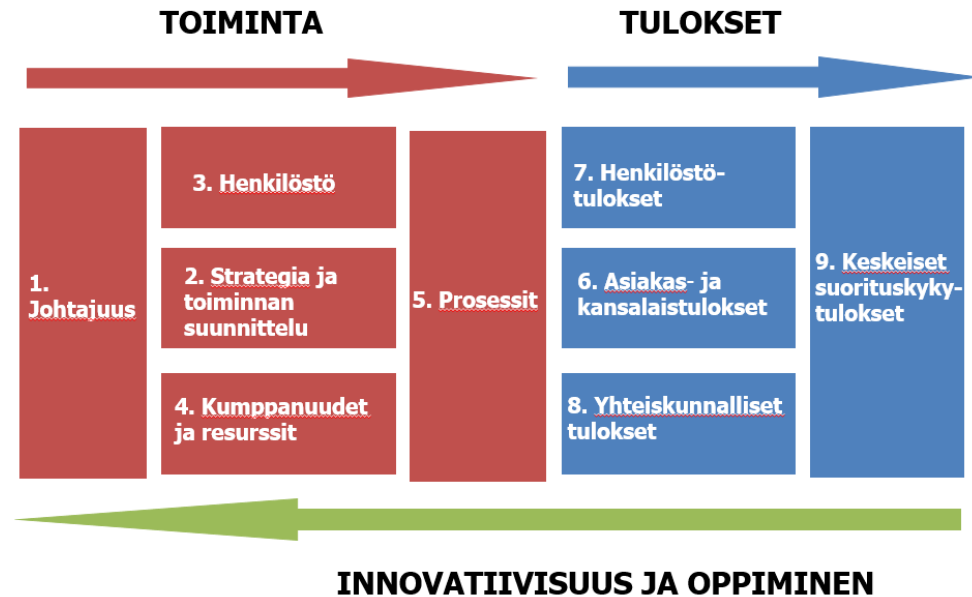 TOIMINTA
TULOKSET
1.
Johtajuus
3. Henkilöstö
2. Strategia ja
toiminnan
suunnittelu
4. Kumppanuudet
ja resurssit
5. Prosessit
7. Henkilöstö-
tulokset
6. Asiakas- ja
kansalaistulokset
8. Yhteiskunnalliset
tulokset
9. Keskeiset
suorituskyky-
tulokset
INNOVATIIVISUUS JA OPPIMINEN